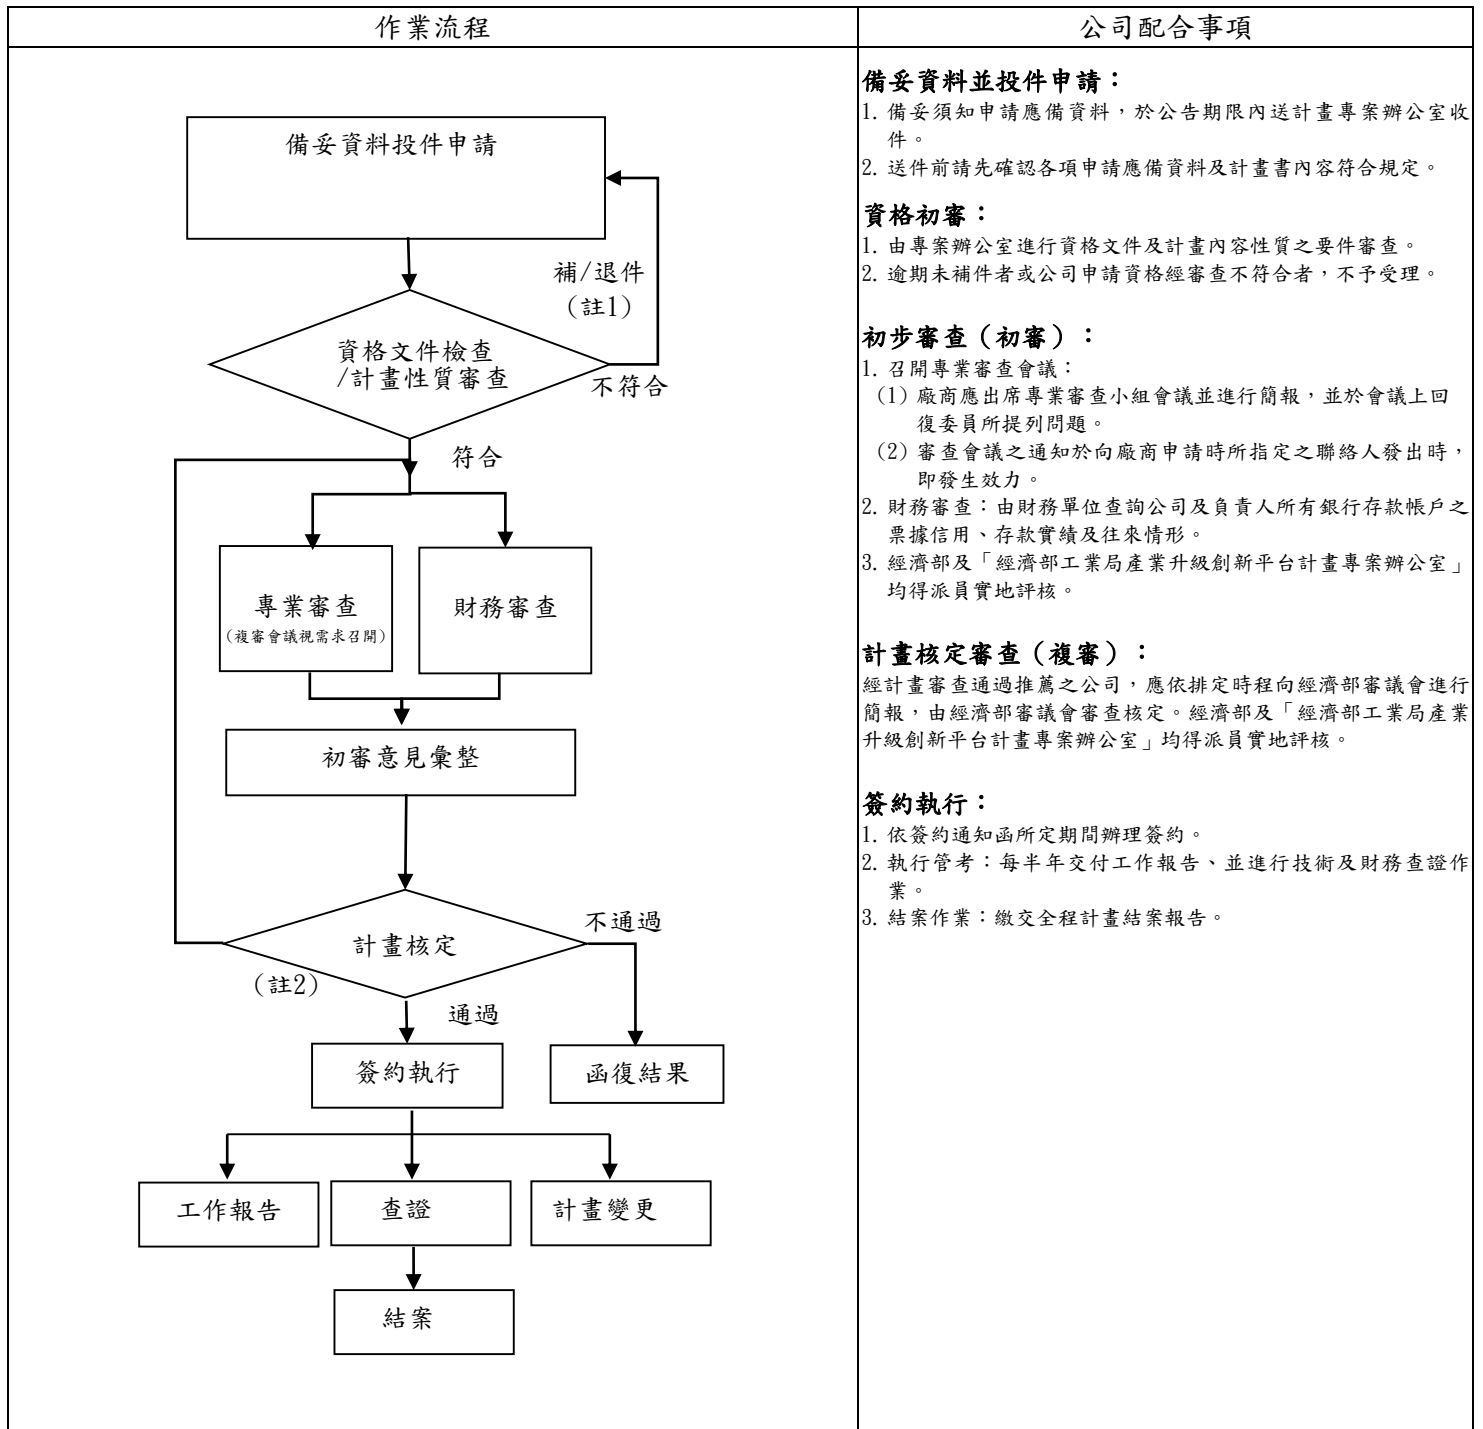 作業流程
公司配合事項
備妥資料投件申請
補/退件
(註1)
資格文件檢查
/計畫性質審查
不符合
符合
專業審查
(複審會議視需求召開)
財務審查
初審意見彙整
計畫核定
不通過
(註2)
通過
簽約執行
函復結果
工作報告
查證
計畫變更
結案
備妥資料並投件申請：
1. 備妥須知申請應備資料，於公告期限內送計畫專案辦公室收
件。
2. 送件前請先確認各項申請應備資料及計畫書內容符合規定。
資格初審：
1. 由專案辦公室進行資格文件及計畫內容性質之要件審查。
2. 逾期未補件者或公司申請資格經審查不符合者，不予受理。
初步審查（初審）：
1. 召開專業審查會議：
(1) 廠商應出席專業審查小組會議並進行簡報，並於會議上回
復委員所提列問題。
(2) 審查會議之通知於向廠商申請時所指定之聯絡人發出時，
即發生效力。
2. 財務審查：由財務單位查詢公司及負責人所有銀行存款帳戶之
票據信用、存款實績及往來情形。
3. 經濟部及「經濟部工業局產業升級創新平台計畫專案辦公室」
均得派員實地評核。
計畫核定審查（複審）：
經計畫審查通過推薦之公司，應依排定時程向經濟部審議會進行
簡報，由經濟部審議會審查核定。經濟部及「經濟部工業局產業
升級創新平台計畫專案辦公室」均得派員實地評核。
簽約執行：
1. 依簽約通知函所定期間辦理簽約。
2. 執行管考：每半年交付工作報告、並進行技術及財務查證作
業。
3. 結案作業：繳交全程計畫結案報告。